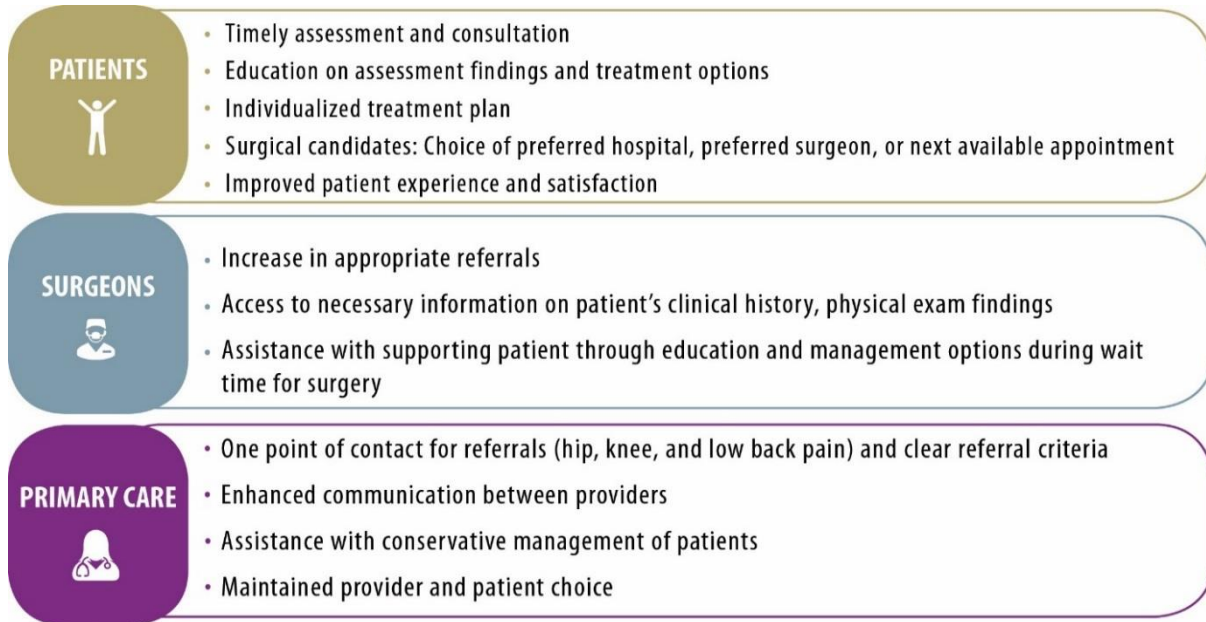 PATIENTS
• Timely assessment and consultation
• Education on assessment findings and treatment options
• Individualized treatment plan
• Surgical candidates: Choice of preferred hospital, preferred surgeon, or next available appointment
• Improved patient experience and satisfaction
SURGEONS
• Increase in appropriate referrals
• Access to necessary information on patient’s clinical history, physical exam findings
• Assistance with supporting patient through education and management options during wait
time for surgery
PRIMARY CARE
• One point of contact for referrals (hip, knee, and low back pain) and clear referral criteria
• Enhanced communication between providers
• Assistance with conservative management of patients
• Maintained provider and patient choice